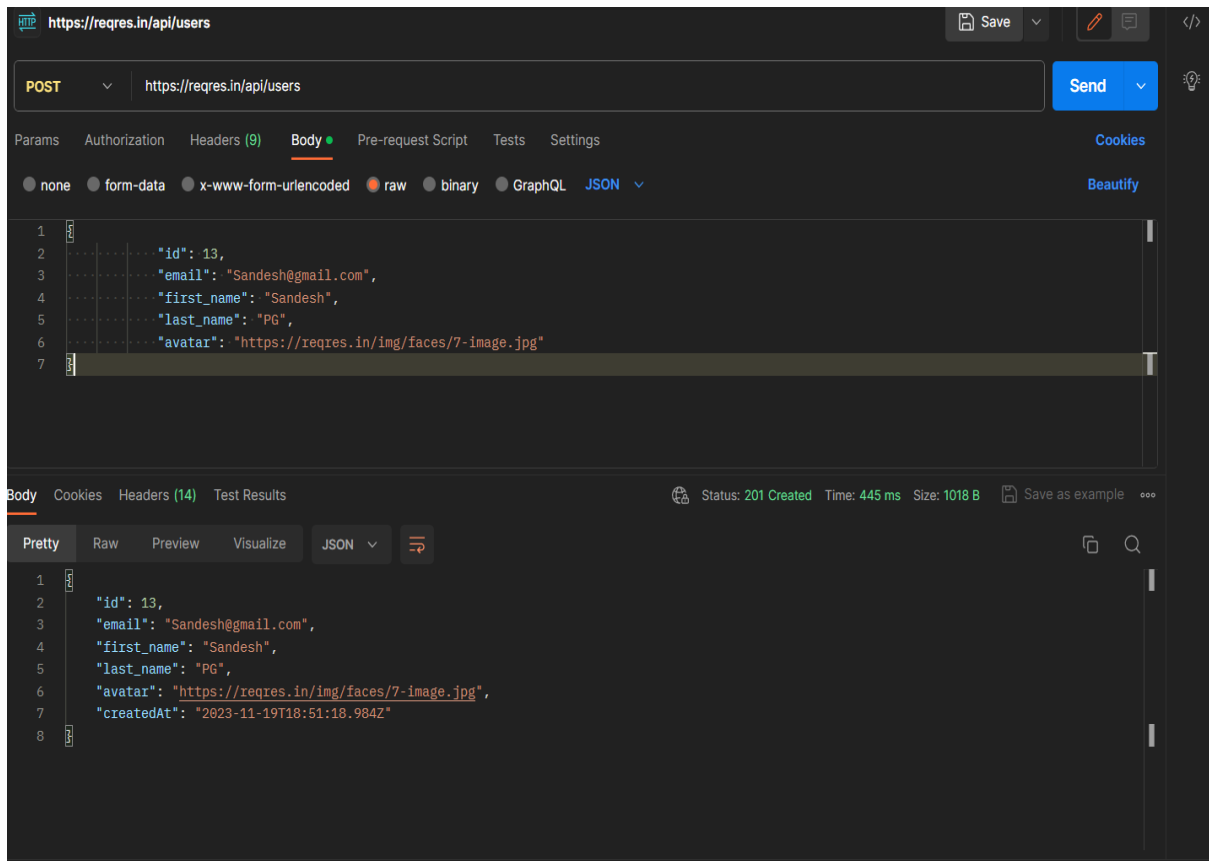 HTTP https://reqres.in/api/users Save </>
POST https://reqres.in/api/users Send
Params Authorization Headers (9) Body Pre-request Script Tests Settings Cookies
none form-data x-www-form-urlencoded raw binary GraphQL JSON Beautify
1 {
2 "id": 13,
3 "email": "Sandesh@gmail.com",
4 "first_name": "Sandesh",
5 "last_name": "PG",
6 "avatar": "https://reqres.in/img/faces/7-image.jpg"
7 }
Body Cookies Headers (14) Test Results Status: 201 Created Time: 445 ms Size: 1018 B Save as example
Pretty Raw Preview Visualize JSON
1 {
2 "id": 13,
3 "email": "Sandesh@gmail.com",
4 "first_name": "Sandesh",
5 "last_name": "PG",
6 "avatar": "https://reqres.in/img/faces/7-image.jpg",
7 "createdAt": "2023-11-19T18:51:18.984Z"
8 }